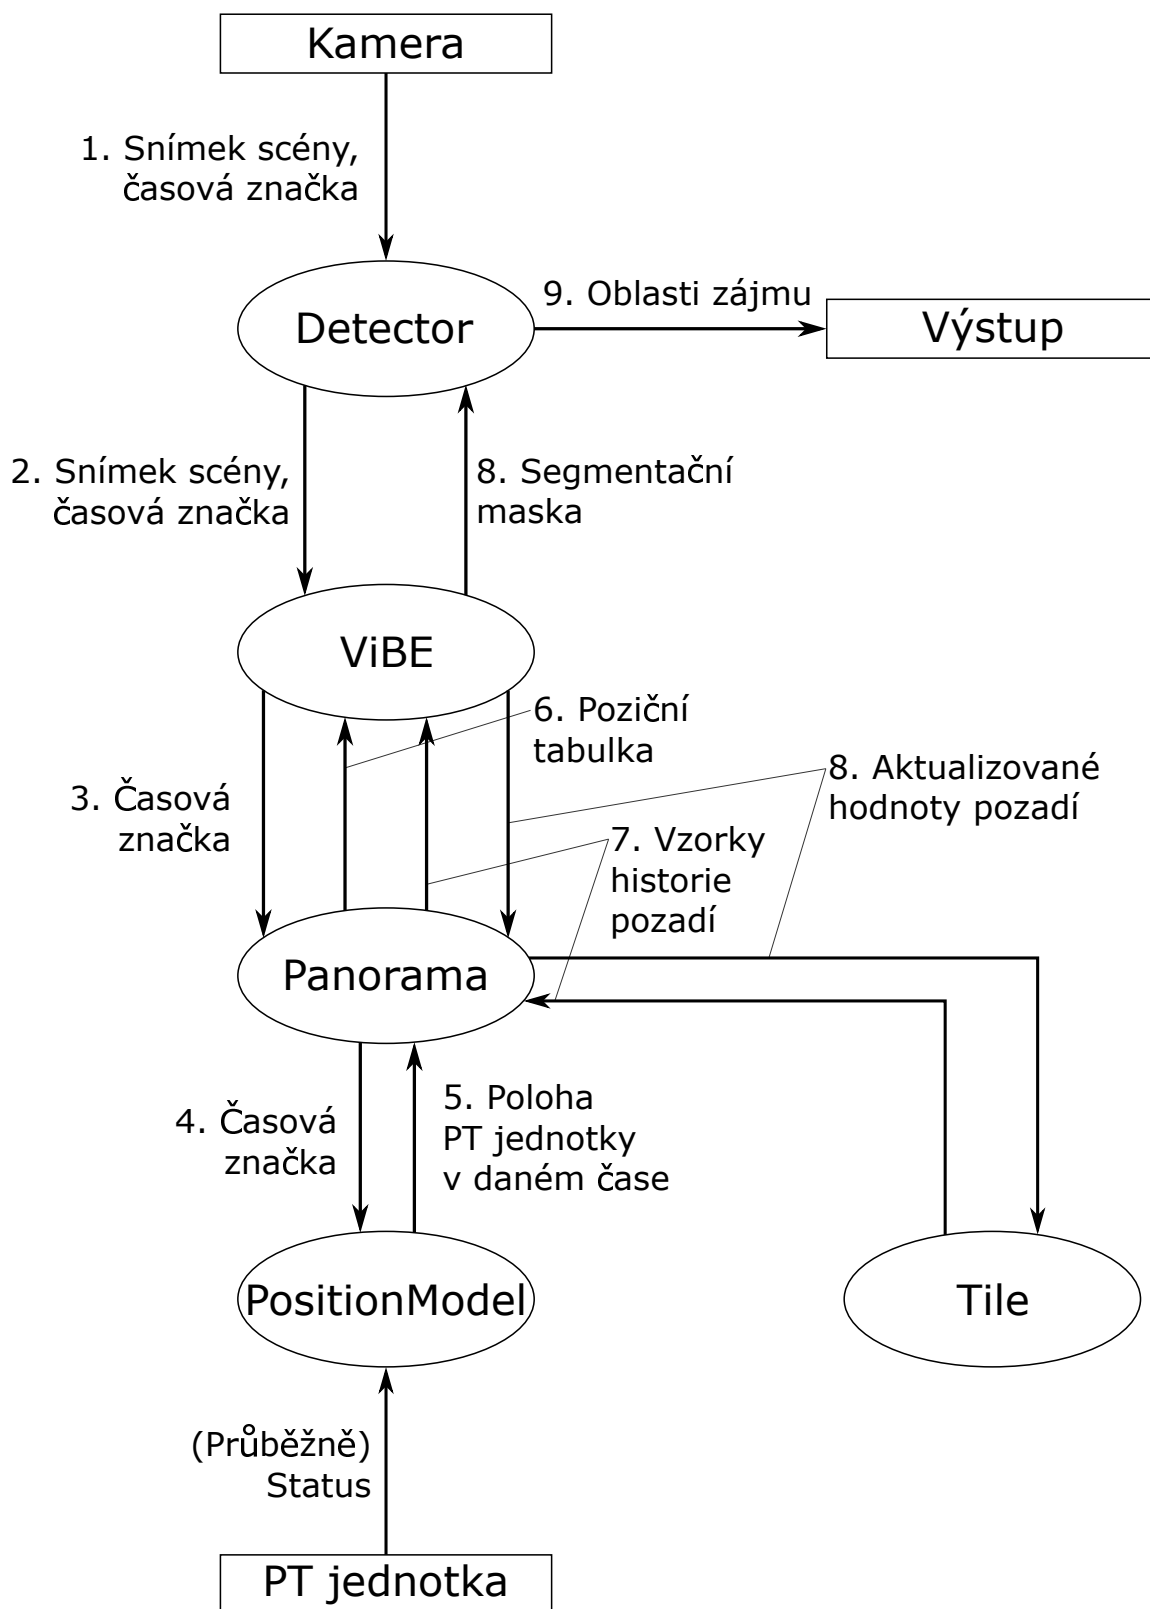 Kamera
1. Snímek scény,
časová značka
9. Oblasti zájmu
Detector
Výstup
2. Snímek scény,
časová značka
8. Segmentační
maska
ViBE
6. Poziční
tabulka
3. Časová
značka
8. Aktualizované
hodnoty pozadí
7. Vzorky
historie
pozadí
Panorama
4. Časová
značka
5. Poloha
PT jednotky
v daném čase
PositionModel
Tile
(Průběžně)
Status
PT jednotka